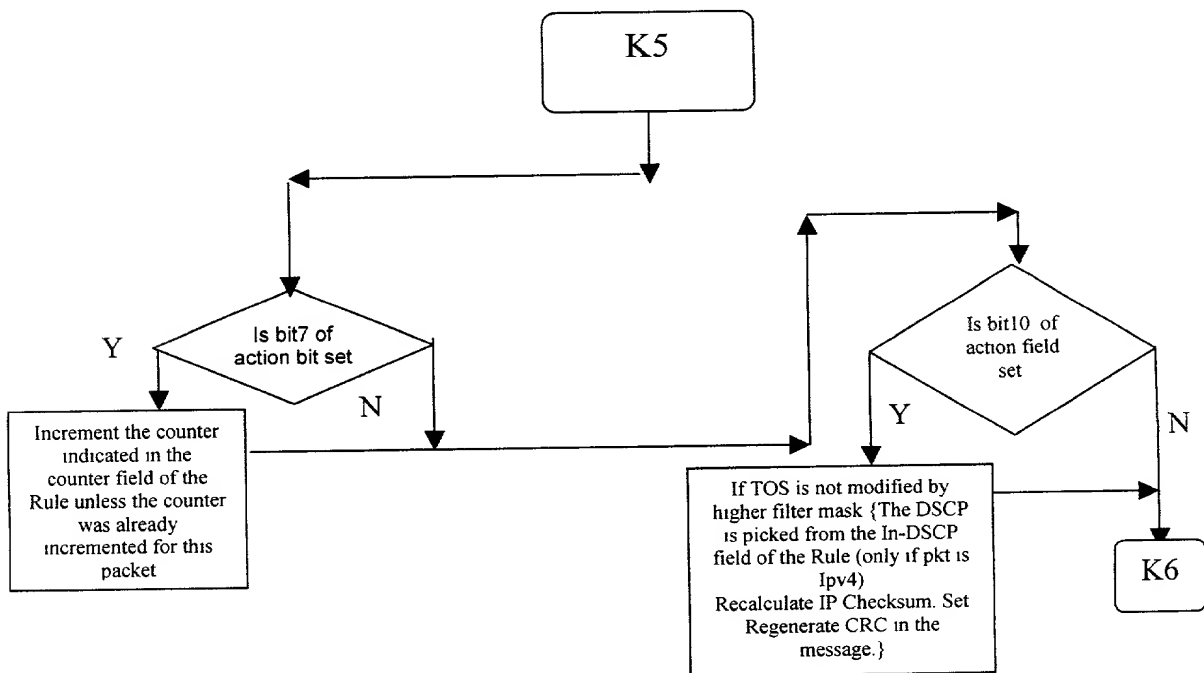 K5
Is bit7 of
action bit set
Y
N
Increment the counter
indicated in the
counter field of the
Rule unless the counter
was already
incremented for this
packet
Is bit10 of
action field
set
Y
N
If TOS is not modified by
higher filter mask {The DSCP
is picked from the In-DSCP
field of the Rule (only if pkt is
Ipv4)
Recalculate IP Checksum. Set
Regenerate CRC in the
message.}
K6